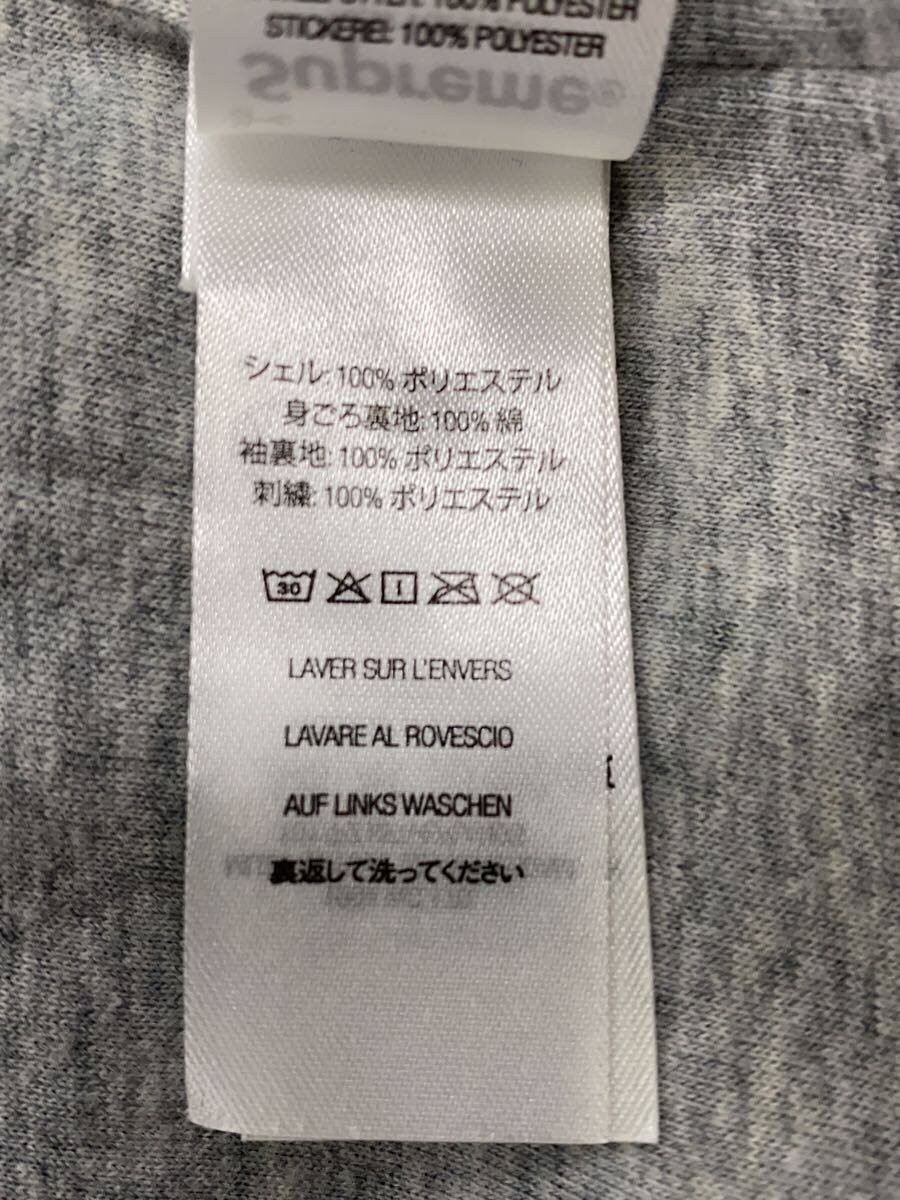 100% POLYESTER
STICKEREI: 100% POLYESTER
Supreme®
シェル: 100% ポリエステル
身ごろ裏地: 100% 綿
袖裏地: 100% ポリエステル
刺繍: 100% ポリエステル
30
LAVER SUR L'ENVERS
LAVARE AL ROVESCIO
AUF LINKS WASCHEN
裏返して洗ってください